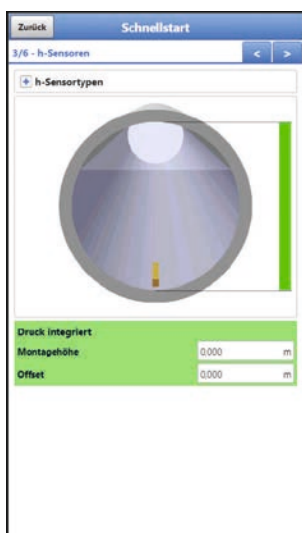 Zurück Schnellstart
3/6 - h-Sensoren < >
+ h-Sensortypen
Druck integriert
Montagehöhe 0,000 m
Offset 0,000 m